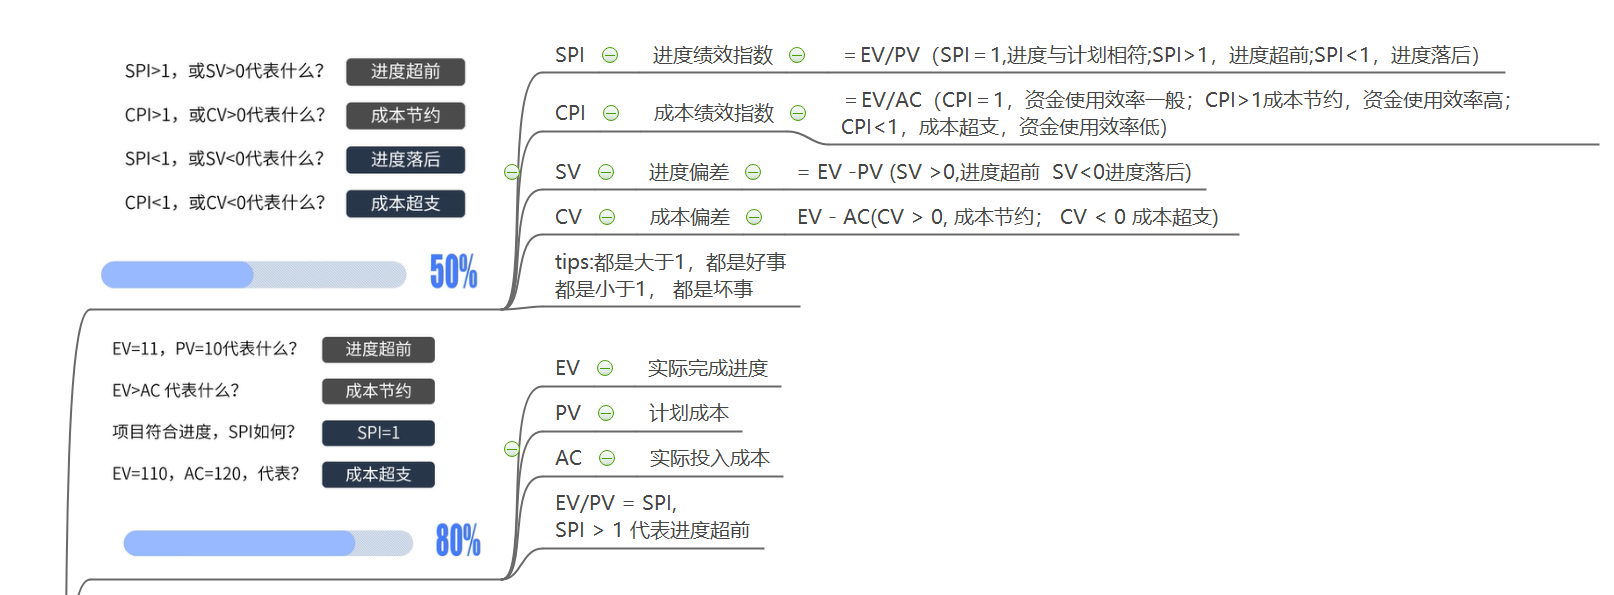 SPI>1，或SV>0代表什么？ 进度超前
CPI>1，或CV>0代表什么？ 成本节约
SPI<1，或SV<0代表什么？ 进度落后
CPI<1，或CV<0代表什么？ 成本超支
50%
SPI 进度绩效指数 ＝EV/PV（SPI＝1,进度与计划相符;SPI>1，进度超前;SPI<1，进度落后）
CPI 成本绩效指数 ＝EV/AC（CPI＝1，资金使用效率一般；CPI>1成本节约，资金使用效率高；
CPI<1，成本超支，资金使用效率低）
SV 进度偏差 ＝ EV -PV (SV >0,进度超前 SV<0进度落后)
CV 成本偏差 EV - AC(CV > 0, 成本节约； CV < 0 成本超支)
tips:都是大于1，都是好事
都是小于1， 都是坏事
EV=11，PV=10代表什么？ 进度超前
EV>AC 代表什么？ 成本节约
项目符合进度，SPI如何？ SPI=1
EV=110，AC=120，代表？ 成本超支
80%
EV 实际完成进度
PV 计划成本
AC 实际投入成本
EV/PV = SPI,
SPI > 1 代表进度超前